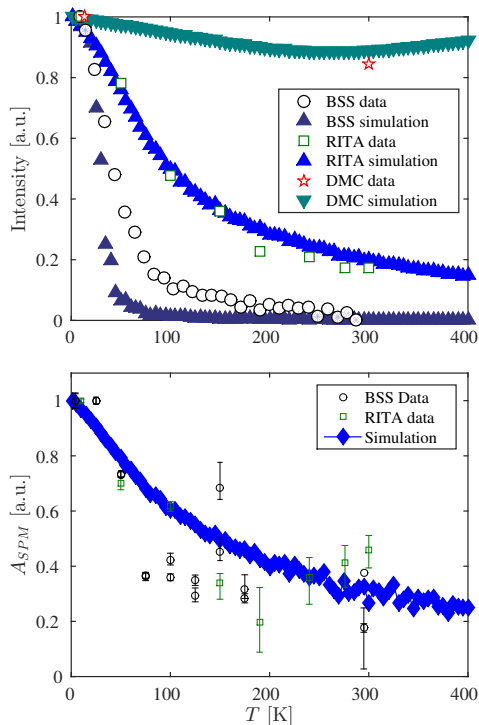 1
0.8
0.6
0.4
0.2
0
Intensity [a.u.]
BSS data
BSS simulation
RITA data
RITA simulation
DMC data
DMC simulation
0 100 200 300 400
1
0.8
0.6
0.4
0.2
0
A_SPM [a.u.]
BSS Data
RITA data
Simulation
0 100 200 300 400
T [K]